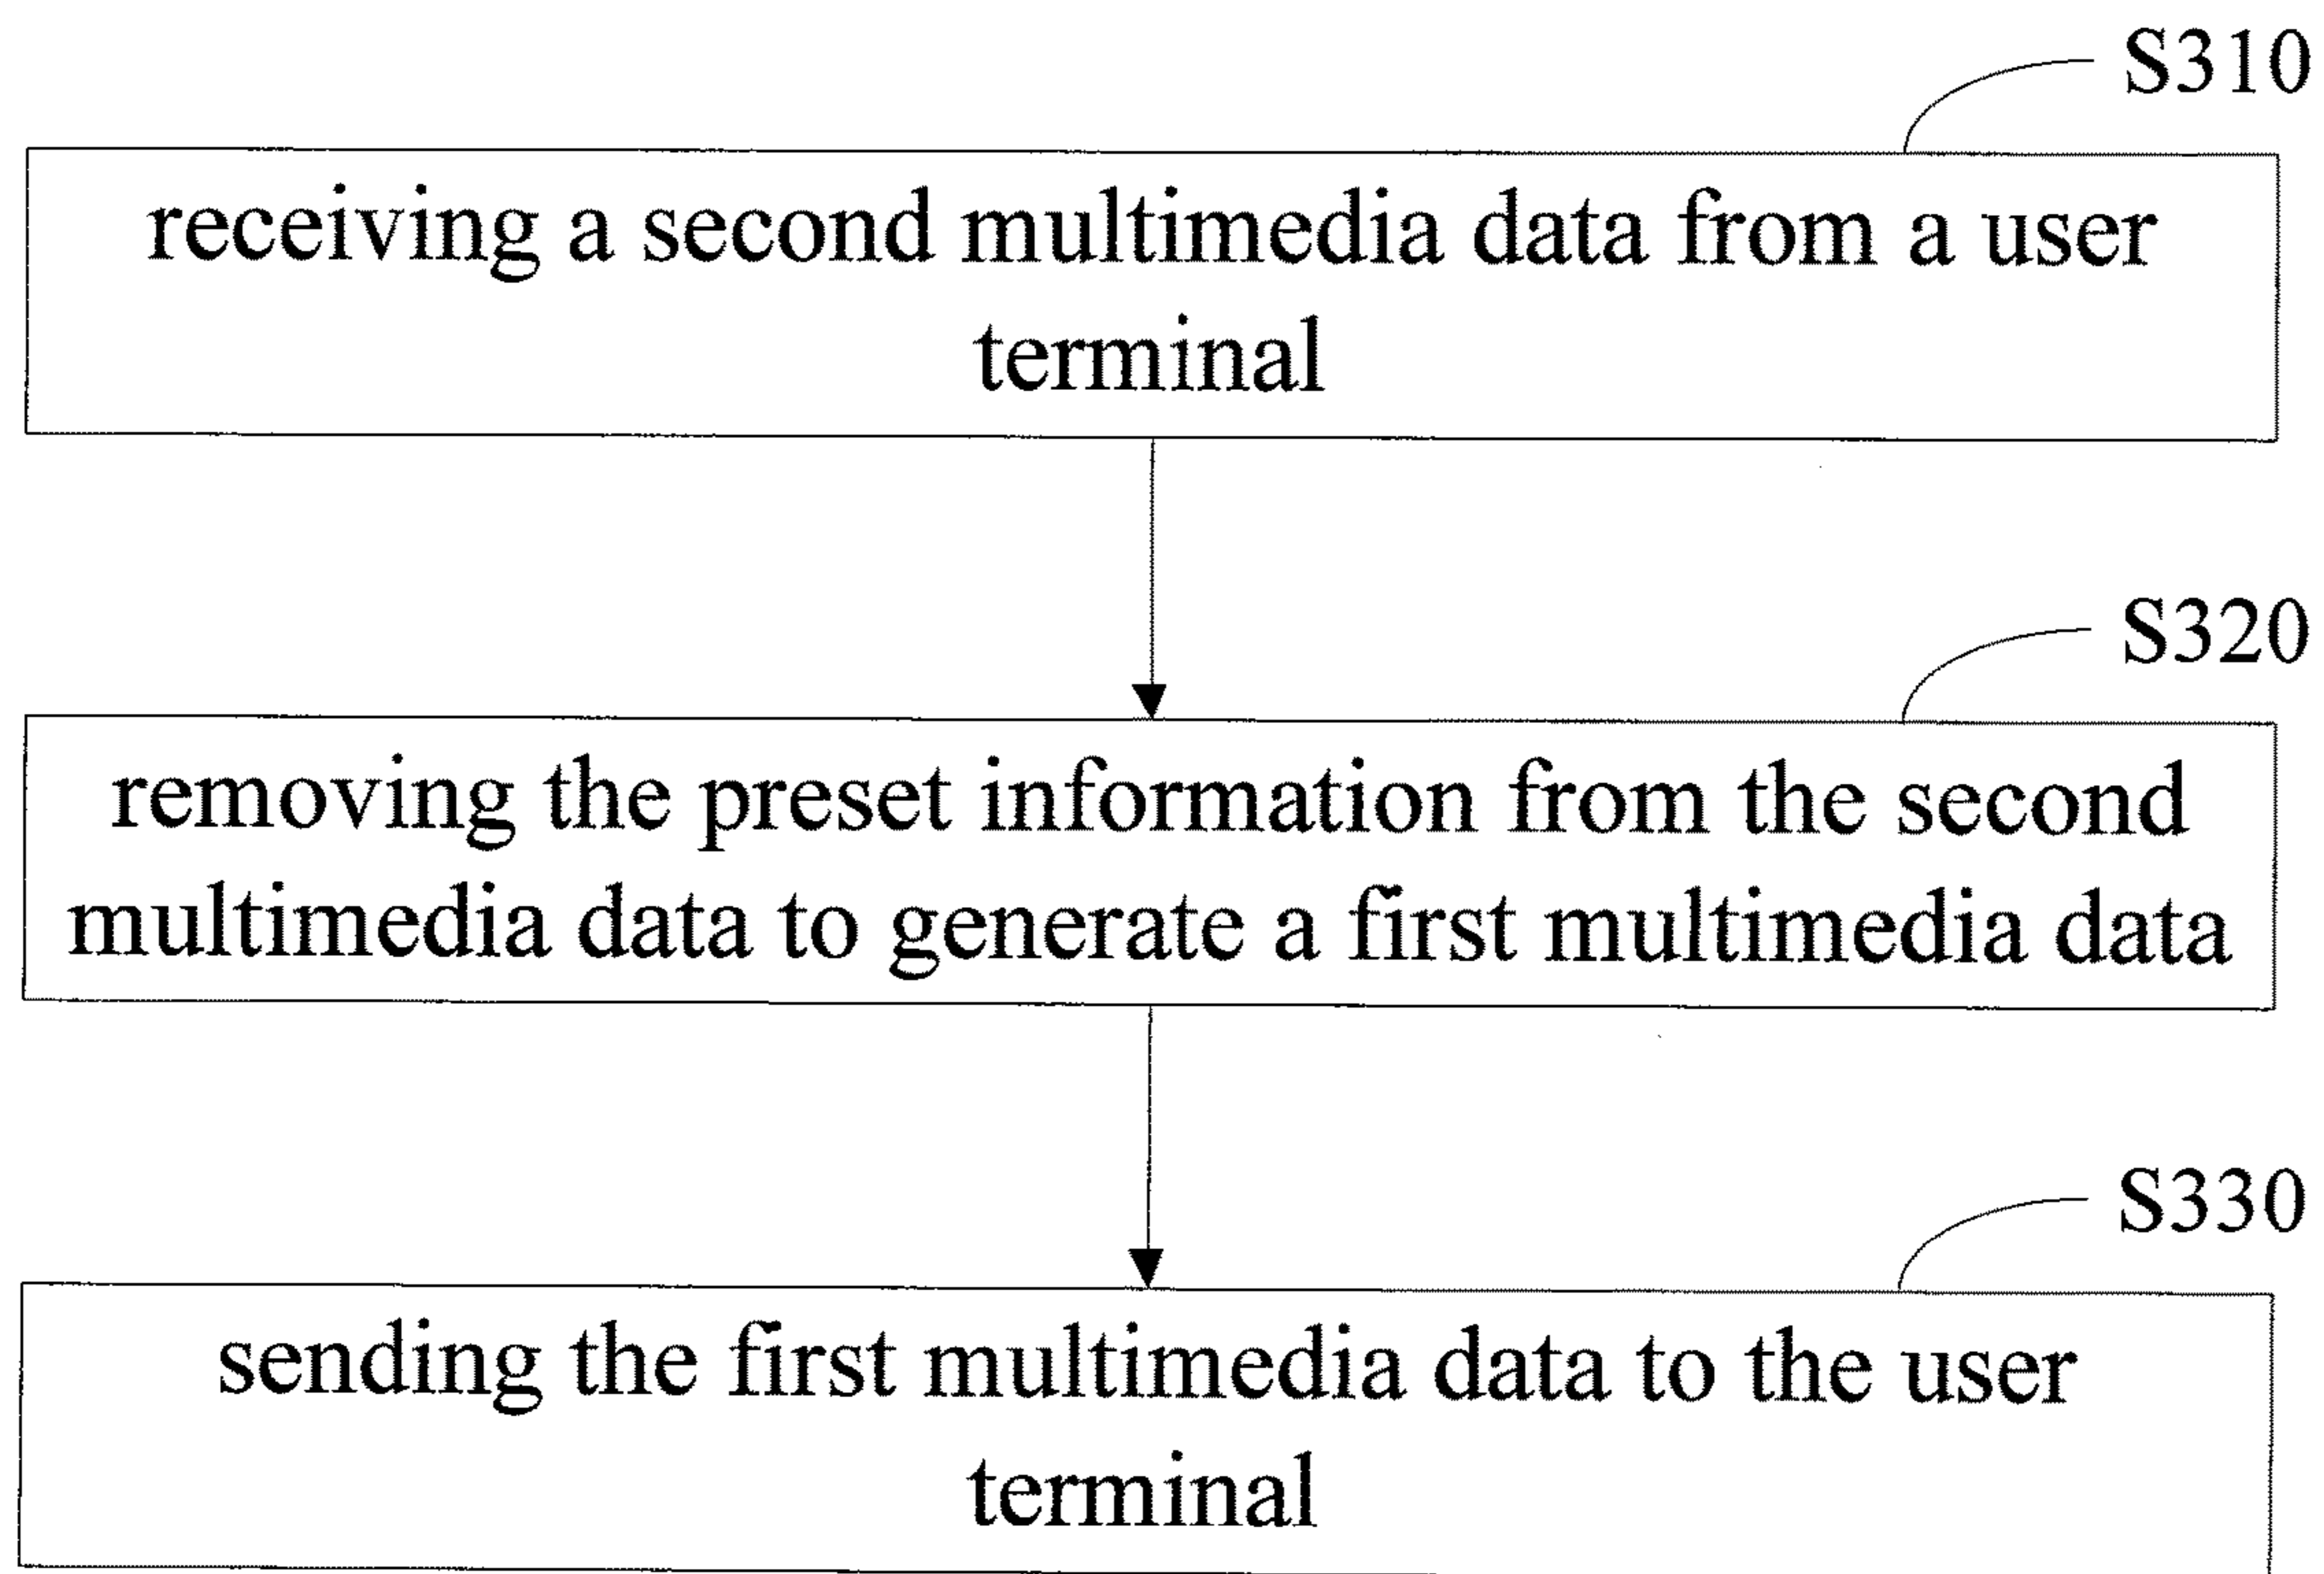 S310
receiving a second multimedia data from a user
terminal
S320
removing the preset information from the second
multimedia data to generate a first multimedia data
S330
sending the first multimedia data to the user
terminal